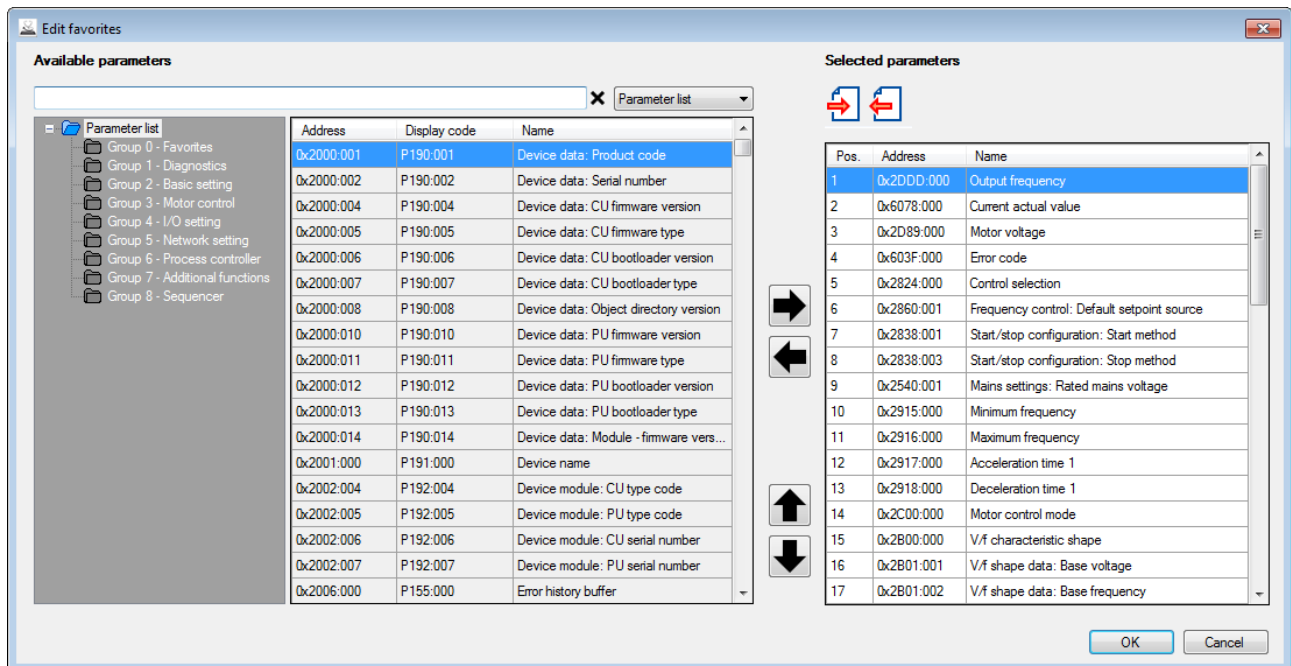 Edit favorites
Available parameters
Parameter list
Parameter list
Group 0 - Favorites
Group 1 - Diagnostics
Group 2 - Basic setting
Group 3 - Motor control
Group 4 - I/O setting
Group 5 - Network setting
Group 6 - Process controller
Group 7 - Additional functions
Group 8 - Sequencer
Address Display code Name
0x2000:001 P190:001 Device data: Product code
0x2000:002 P190:002 Device data: Serial number
0x2000:004 P190:004 Device data: CU firmware version
0x2000:005 P190:005 Device data: CU firmware type
0x2000:006 P190:006 Device data: CU bootloader version
0x2000:007 P190:007 Device data: CU bootloader type
0x2000:008 P190:008 Device data: Object directory version
0x2000:010 P190:010 Device data: PU firmware version
0x2000:011 P190:011 Device data: PU firmware type
0x2000:012 P190:012 Device data: PU bootloader version
0x2000:013 P190:013 Device data: PU bootloader type
0x2000:014 P190:014 Device data: Module - firmware vers...
0x2001:000 P191:000 Device name
0x2002:004 P192:004 Device module: CU type code
0x2002:005 P192:005 Device module: PU type code
0x2002:006 P192:006 Device module: CU serial number
0x2002:007 P192:007 Device module: PU serial number
0x2006:000 P155:000 Error history buffer
Selected parameters
Pos. Address Name
1 0x2DDD:000 Output frequency
2 0x6078:000 Current actual value
3 0x2D89:000 Motor voltage
4 0x603F:000 Error code
5 0x2824:000 Control selection
6 0x2860:001 Frequency control: Default setpoint source
7 0x2838:001 Start/stop configuration: Start method
8 0x2838:003 Start/stop configuration: Stop method
9 0x2540:001 Mains settings: Rated mains voltage
10 0x2915:000 Minimum frequency
11 0x2916:000 Maximum frequency
12 0x2917:000 Acceleration time 1
13 0x2918:000 Deceleration time 1
14 0x2C00:000 Motor control mode
15 0x2B00:000 V/f characteristic shape
16 0x2B01:001 V/f shape data: Base voltage
17 0x2B01:002 V/f shape data: Base frequency
OK Cancel